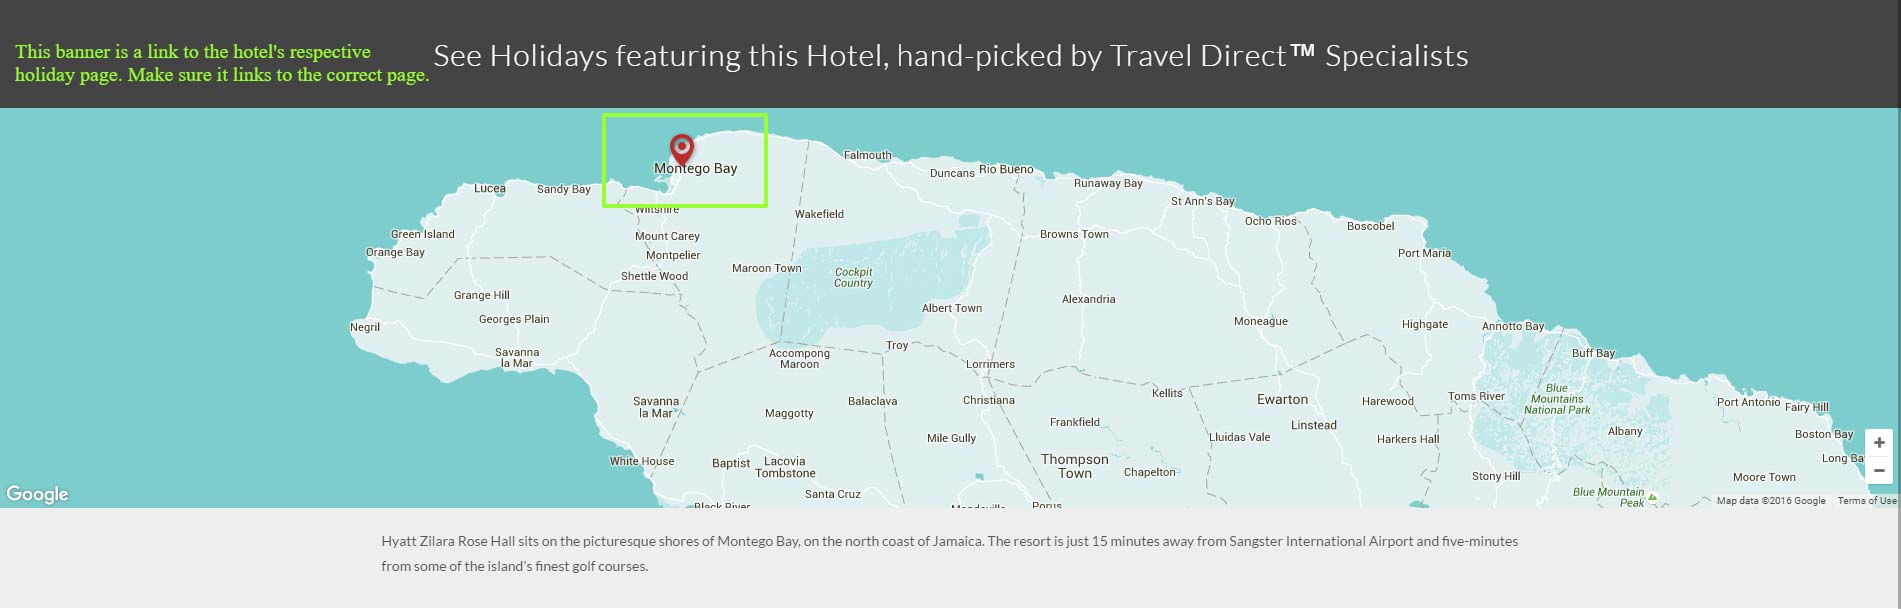 This banner is a link to the hotel's respective
holiday page. Make sure it links to the correct page.
See Holidays featuring this Hotel, hand-picked by Travel Direct™ Specialists
Montego Bay
Falmouth
Duncans
Rio Bueno
Runaway Bay
Lucea
Sandy Bay
St Ann's Bay
Wiltshire
Wakefield
Ocho Rios
Boscobel
Green Island
Mount Carey
Browns Town
Orange Bay
Montpelier
Port Maria
Maroon Town
Cockpit
Country
Shettle Wood
Grange Hill
Alexandria
Albert Town
Georges Plain
Moneague
Highgate
Annotto Bay
Negril
Savanna
la Mar
Accompong
Maroon
Troy
Buff Bay
Lorrimers
Kellits
Blue
Mountains
National Park
Toms River
Savanna
la Mar
Balaclava
Christiana
Ewarton
Harewood
Port Antonio
Fairy Hill
Maggotty
Frankfield
Linstead
Albany
Mile Gully
Lluidas Vale
Harkers Hall
Boston Bay
White House
Baptist
Lacovia
Tombstone
Thompson
Town
Chapelton
Long Ba
Stony Hill
Moore Town
Santa Cruz
Blue Mountain
Peak
Black River
Mandeville
Porus
+
−
Google
Map data ©2016 Google
Terms of Use
Hyatt Zilara Rose Hall sits on the picturesque shores of Montego Bay, on the north coast of Jamaica. The resort is just 15 minutes away from Sangster International Airport and five-minutes
from some of the island's finest golf courses.